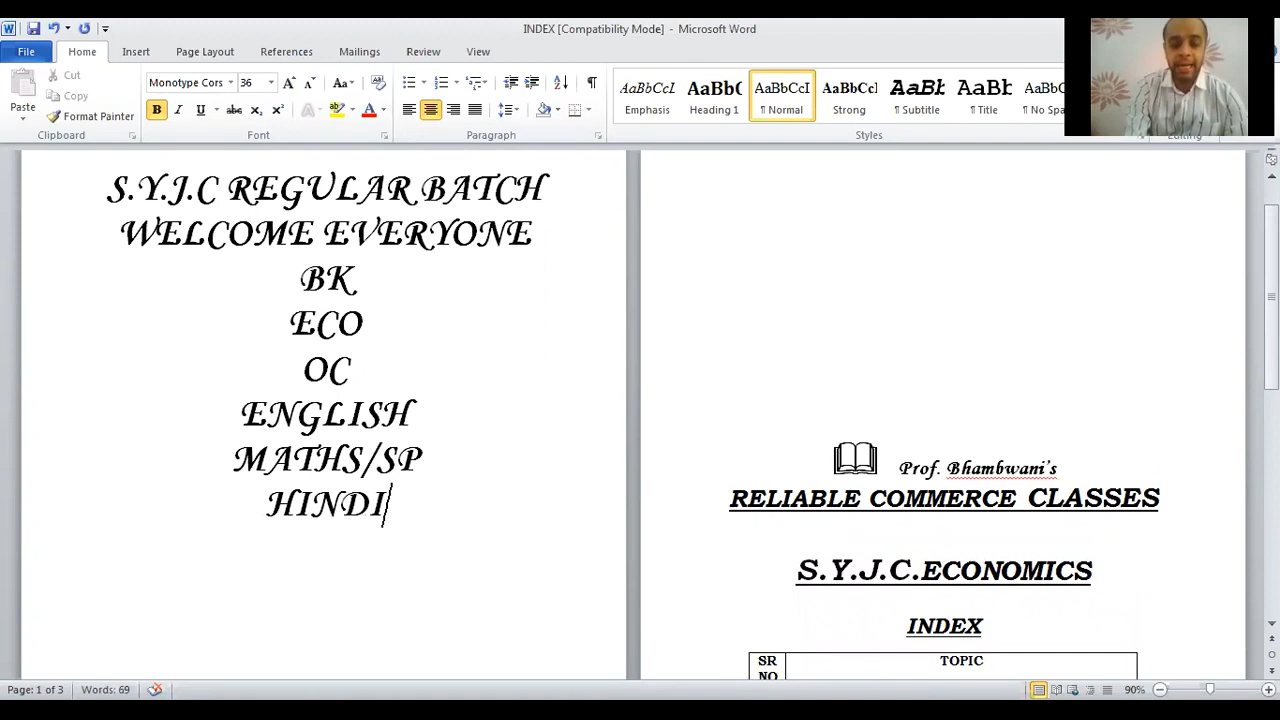 INDEX [Compatibility Mode] - Microsoft Word
File Home Insert Page Layout References Mailings Review View
Paste
Cut
Copy
Format Painter
Monotype Cors 36
AaBbCcI AaBbC AaBbCcI AaBbCcI AaBbCcl AaBbC AaBbCcI
Emphasis Heading 1 ¶ Normal Strong ¶ Subtitle ¶ Title ¶ No Spa
Clipboard Font Paragraph Styles
S.Y.J.C REGULAR BATCH
WELCOME EVERYONE
BK
ECO
OC
ENGLISH
MATHS/SP
HINDI
Prof. Bhambwani's
RELIABLE COMMERCE CLASSES
S.Y.J.C.ECONOMICS
INDEX
SR NO TOPIC
Page: 1 of 3 Words: 69 90%